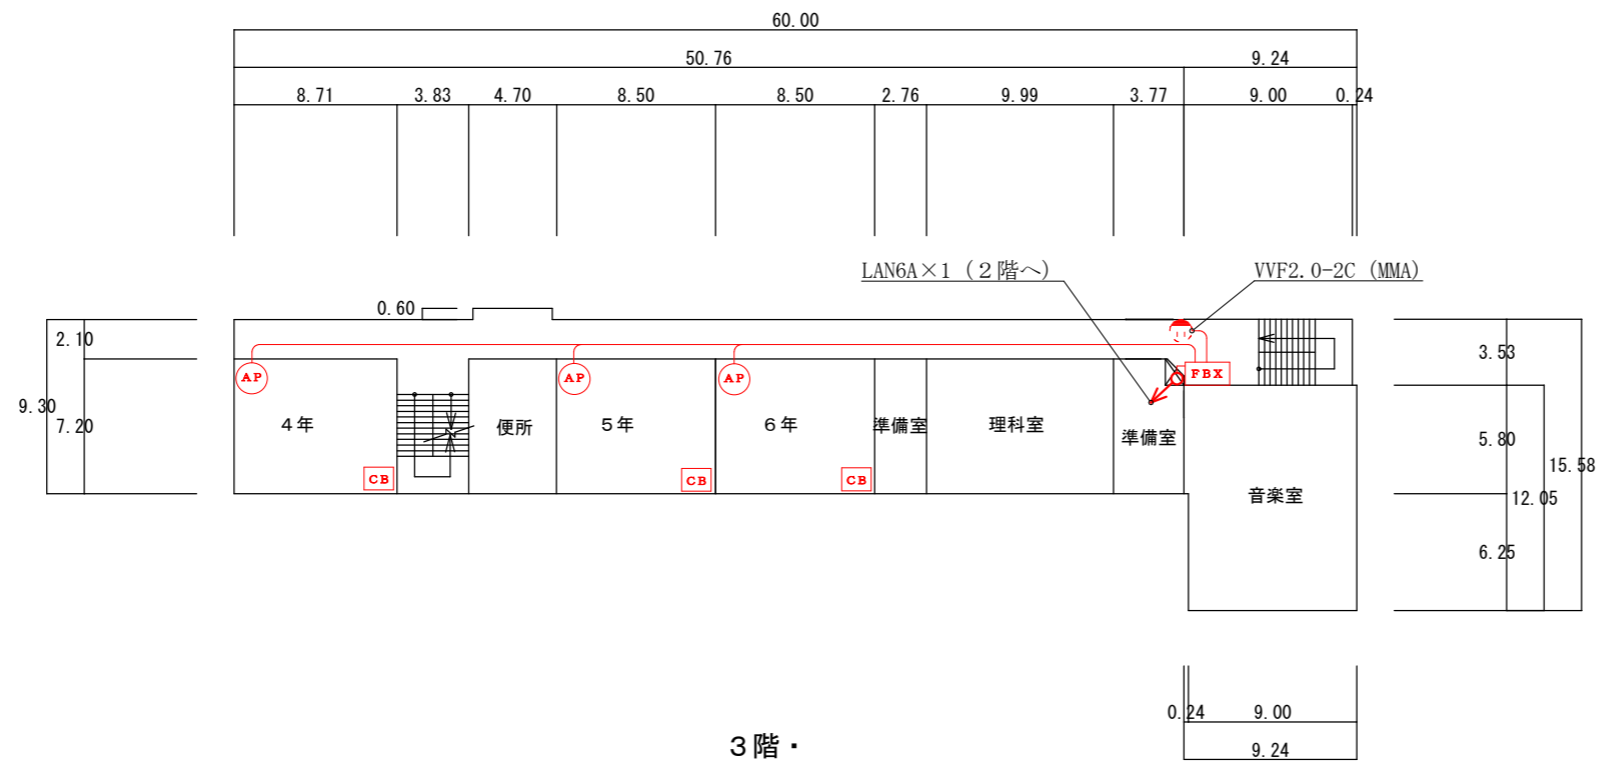 60.00
50.76 9.24
8.71 3.83 4.70 8.50 8.50 2.76 9.99 3.77 9.00 0.24
LAN6A×1 (２階へ) VVF2.0-2C (MMA)
0.60
2.10 3.53
AP AP AP FBX
9.30
7.20 ４年 便所 ５年 ６年 準備室 理科室 準備室 5.80
15.58
CB CB CB 音楽室 12.05
6.25
0.24 9.00
３階・ 9.24